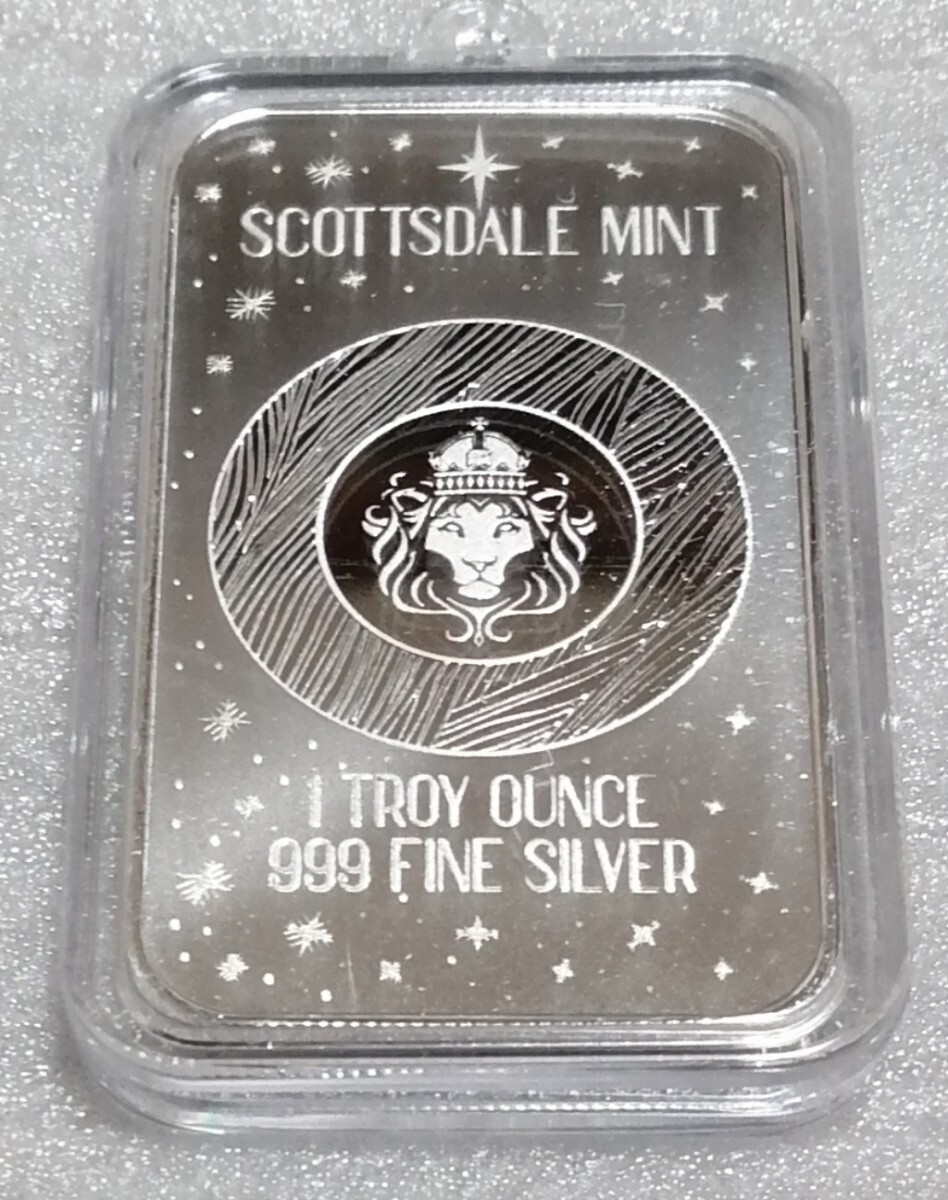 SCOTTSDALE MINT
1 TROY OUNCE
999 FINE SILVER